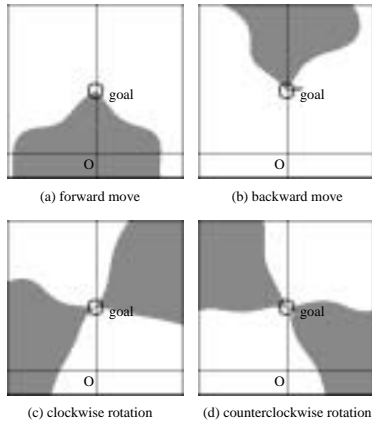 goal
O
(a) forward move
goal
O
(b) backward move
goal
O
(c) clockwise rotation
goal
O
(d) counterclockwise rotation